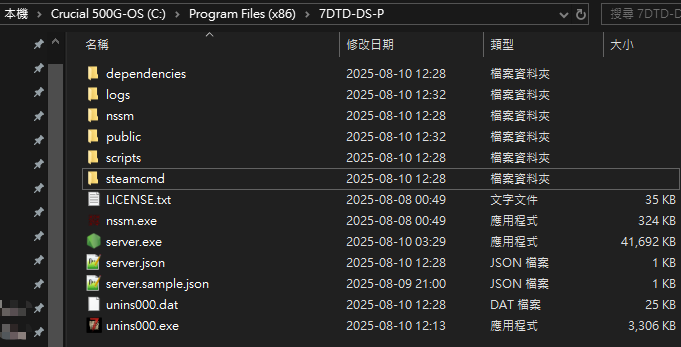 本機 > Crucial 500G-OS (C:) > Program Files (x86) > 7DTD-DS-P 搜尋 7DTD-D
名稱 修改日期 類型 大小
dependencies 2025-08-10 12:28 檔案資料夾
logs 2025-08-10 12:32 檔案資料夾
nssm 2025-08-10 12:28 檔案資料夾
public 2025-08-10 12:32 檔案資料夾
scripts 2025-08-10 12:28 檔案資料夾
steamcmd 2025-08-10 12:28 檔案資料夾
LICENSE.txt 2025-08-08 00:49 文字文件 35 KB
nssm.exe 2025-08-08 00:49 應用程式 324 KB
server.exe 2025-08-10 03:29 應用程式 41,692 KB
server.json 2025-08-10 12:28 JSON 檔案 1 KB
server.sample.json 2025-08-09 21:00 JSON 檔案 1 KB
unins000.dat 2025-08-10 12:28 DAT 檔案 25 KB
unins000.exe 2025-08-10 12:13 應用程式 3,306 KB